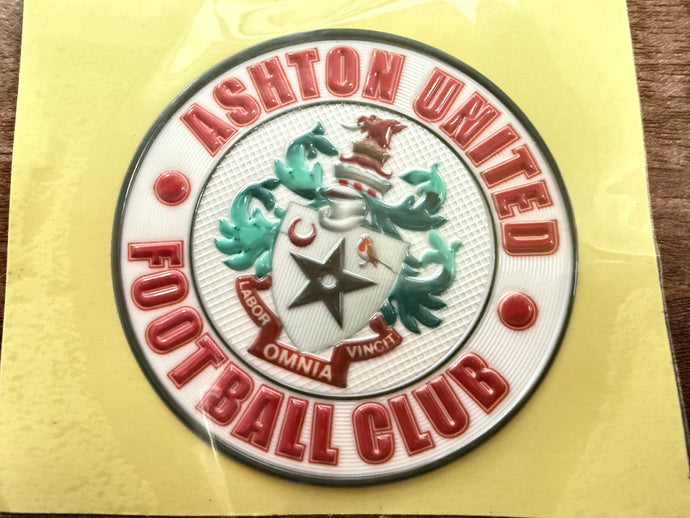 ASHTON UNITED
LABOR OMNIA VINCIT
FOOTBALL CLUB